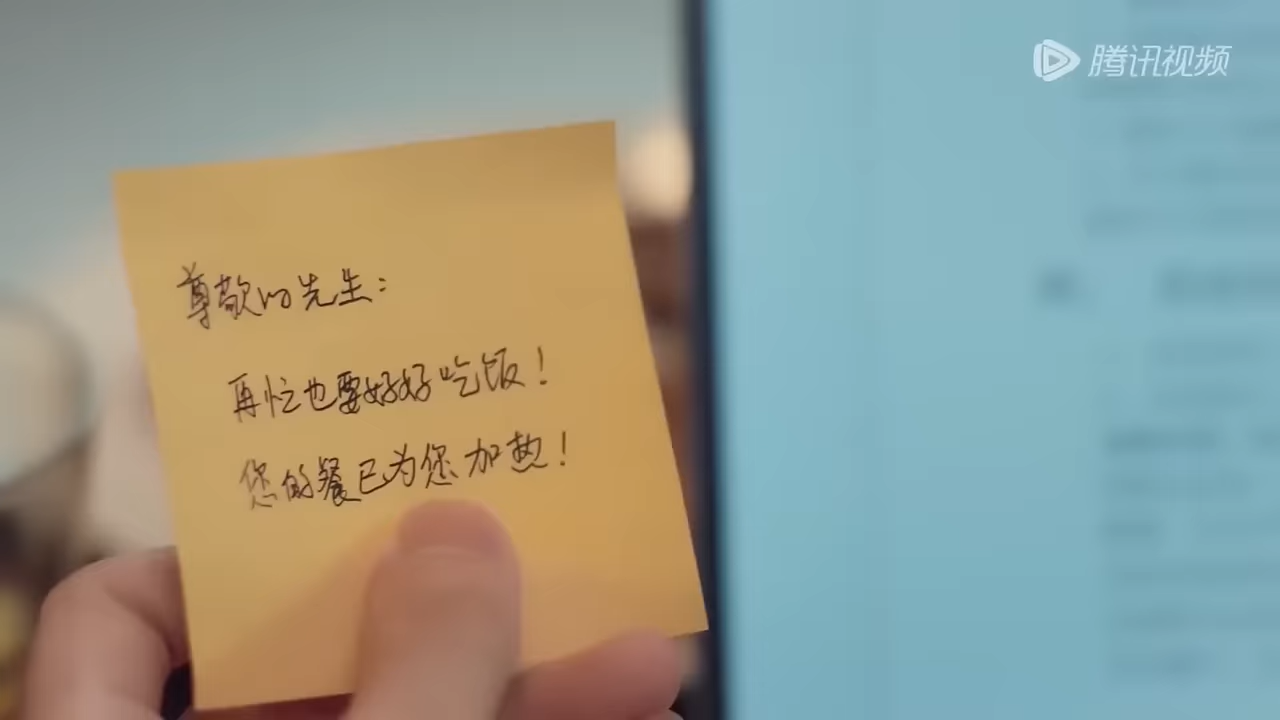 腾讯视频
尊敬的先生：
再忙也要好好吃饭！
您的餐已为您加热！